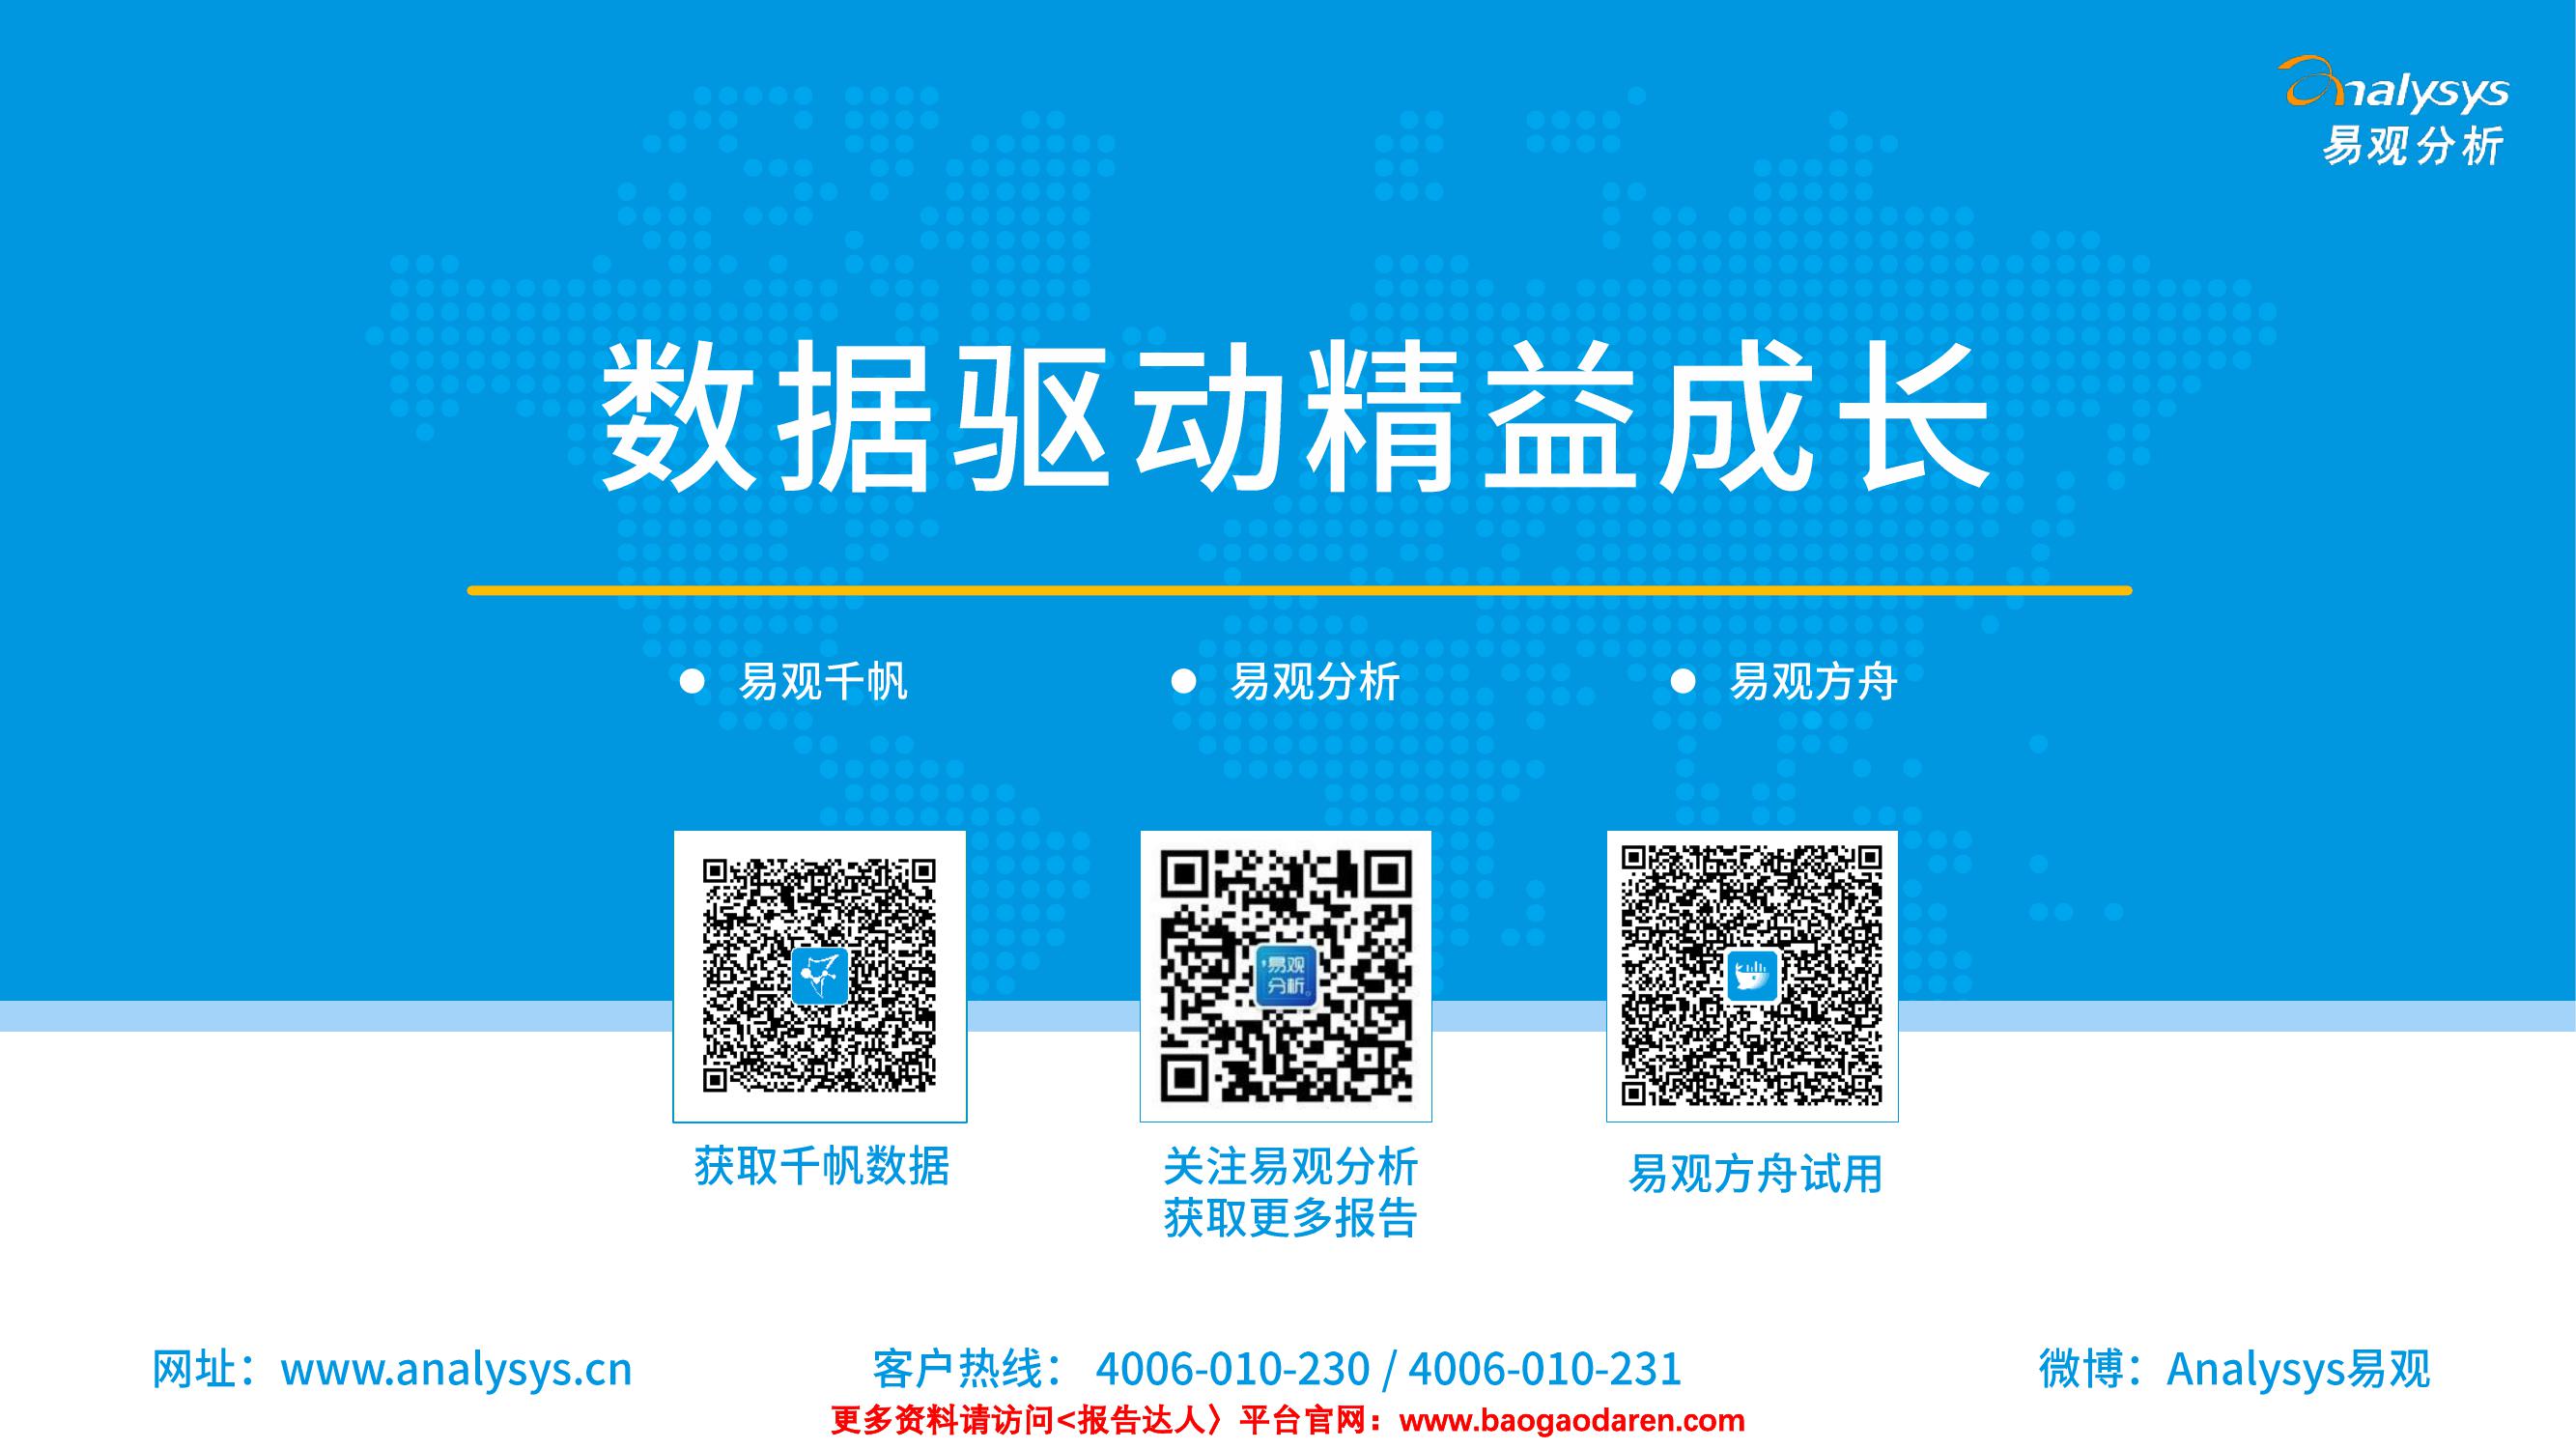 analysys
易观分析
数据驱动精益成长
● 易观千帆
● 易观分析
● 易观方舟
易观
分析
获取千帆数据
关注易观分析
获取更多报告
易观方舟试用
网址：www.analysys.cn
客户热线： 4006-010-230 / 4006-010-231
微博：Analysys易观
更多资料请访问<报告达人〉平台官网：www.baogaodaren.com